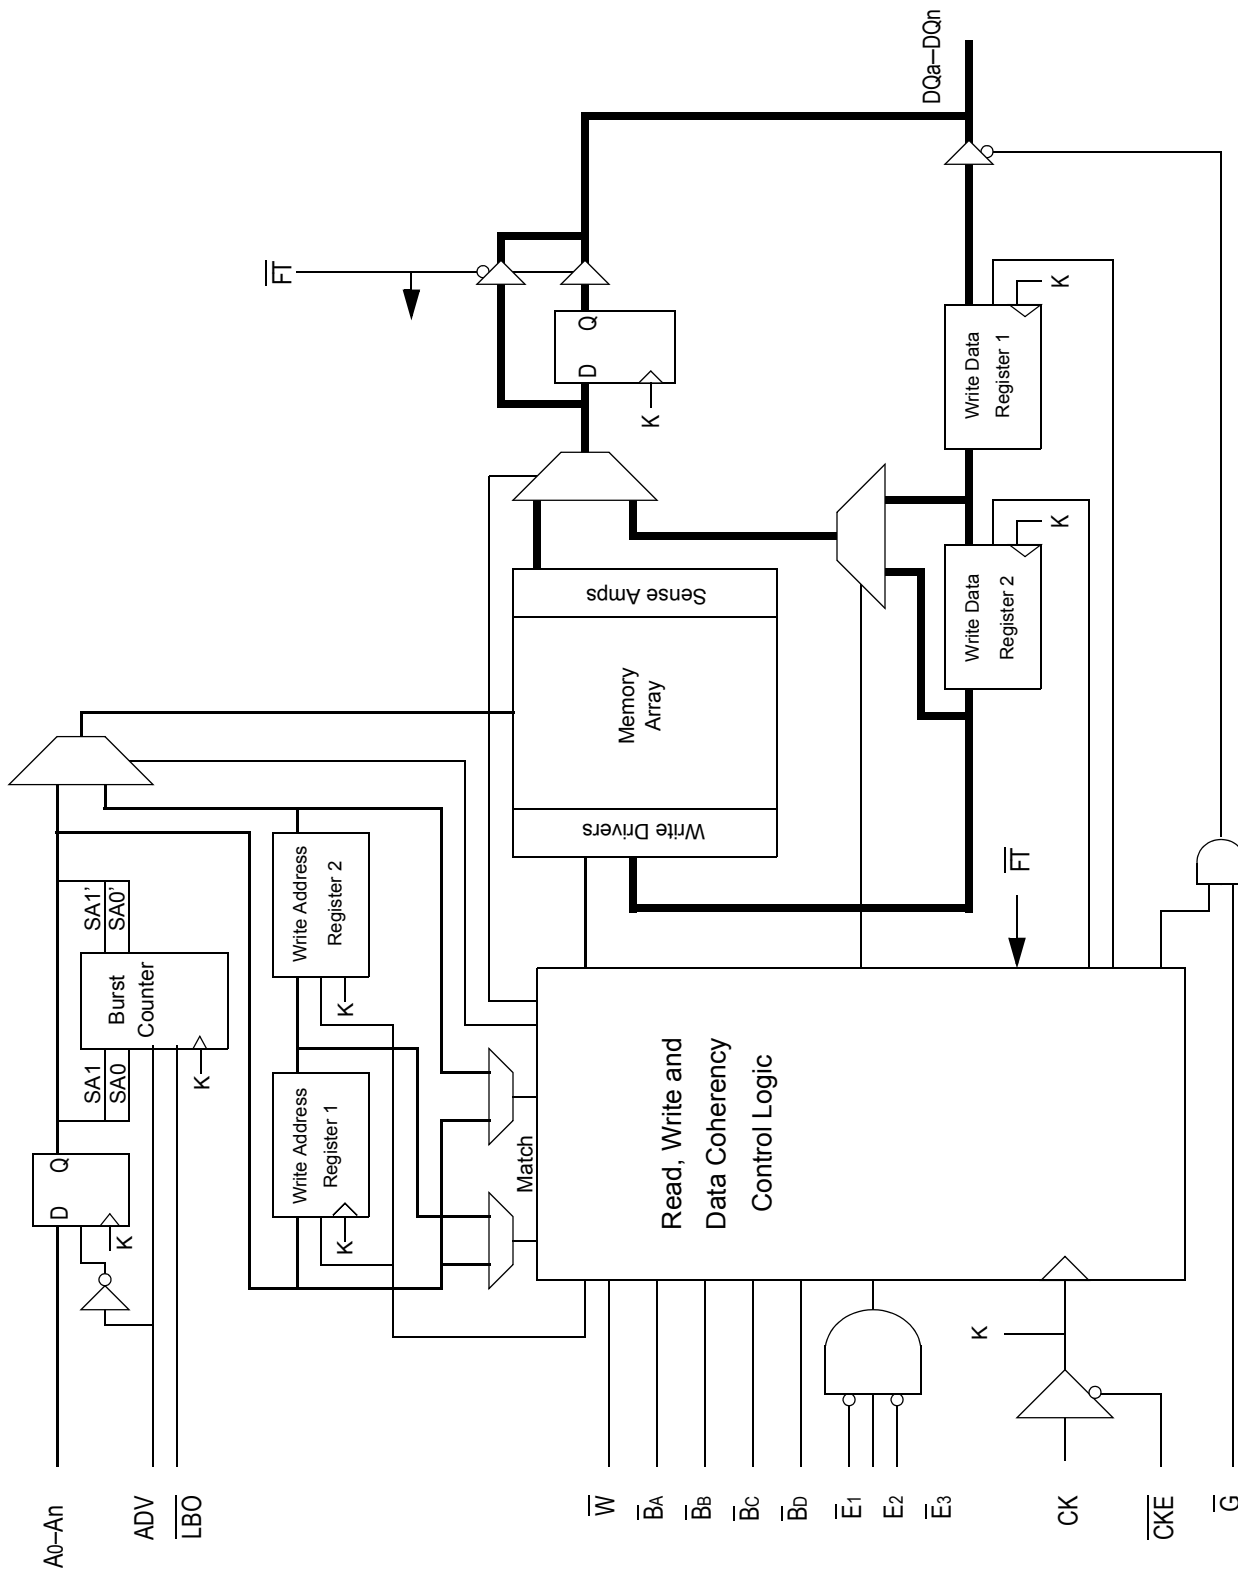 A0–An
ADV
LBO
W
BA
BB
BC
BD
E1
E2
E3
CK
CKE
G
D Q
K
SA1
SA0
Burst
Counter
SA1'
SA0'
K
Write Address
Register 1
K
Write Address
Register 2
K
Match
Read, Write and
Data Coherency
Control Logic
K
FT
Write Drivers
Memory
Array
Sense Amps
D Q
K
FT
Write Data
Register 2
K
Write Data
Register 1
K
DQa–DQn